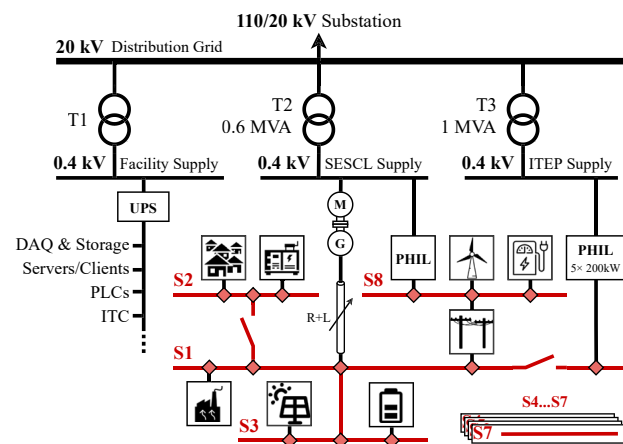 110/20 kV Substation
20 kV Distribution Grid
T1
T2
0.6 MVA
T3
1 MVA
0.4 kV Facility Supply
0.4 kV SESCL Supply
0.4 kV ITEP Supply
UPS
M
G
DAQ & Storage
Servers/Clients
PLCs
ITC
PHIL
PHIL
5× 200kW
S2
S8
R+L
S1
S3
S4...S7
S7